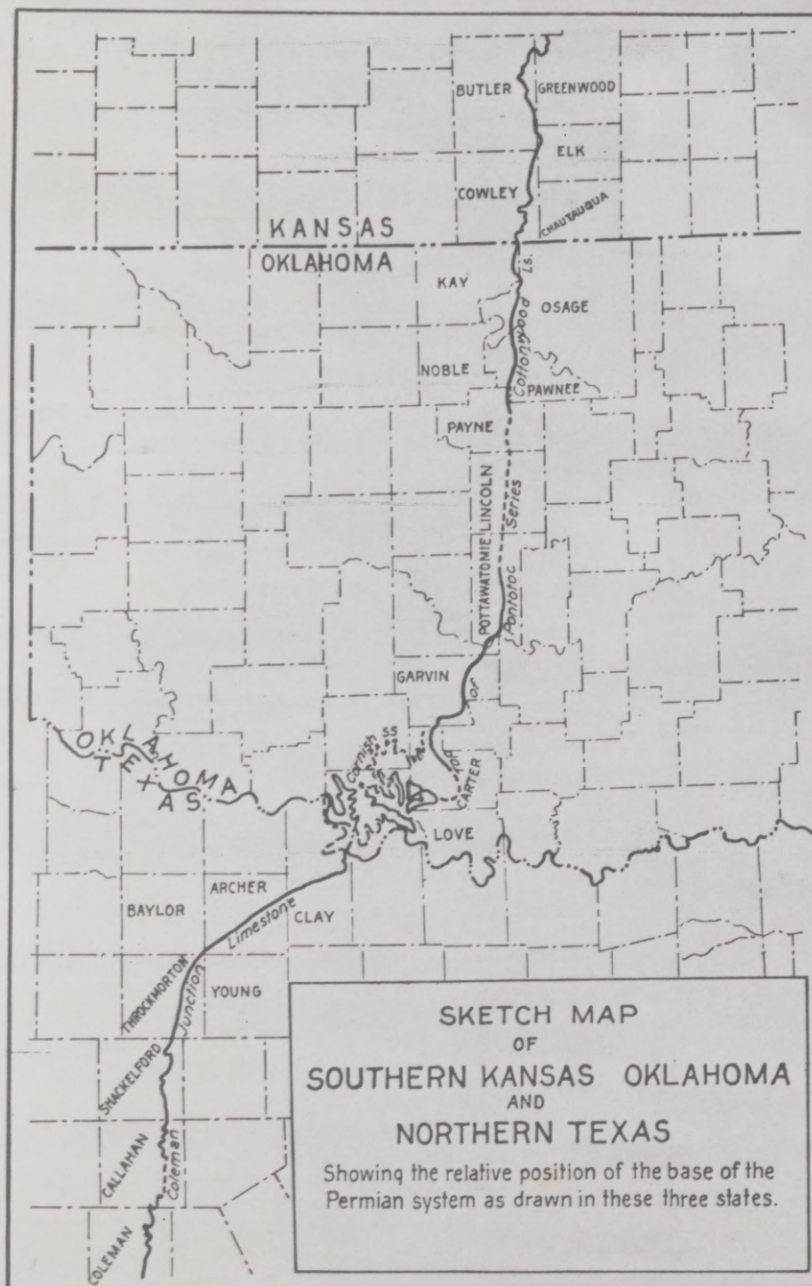 BUTLER
GREENWOOD
ELK
COWLEY
CHAUTAUQUA
KANSAS
OKLAHOMA
KAY
Ls.
OSAGE
Cottonwood
NOBLE
PAWNEE
PAYNE
LINCOLN
Series
POTTAWATOMIE
Pontotoc
GARVIN
of
OKLAHOMA
TEXAS
Cornish
SS
Top
CARTER
LOVE
ARCHER
BAYLOR
Limestone
CLAY
THROCKMORTON
Junction
YOUNG
SHACKELFORD
CALLAHAN
Coleman
COLEMAN
SKETCH MAP
OF
SOUTHERN KANSAS OKLAHOMA
AND
NORTHERN TEXAS
Showing the relative position of the base of the
Permian system as drawn in these three states.